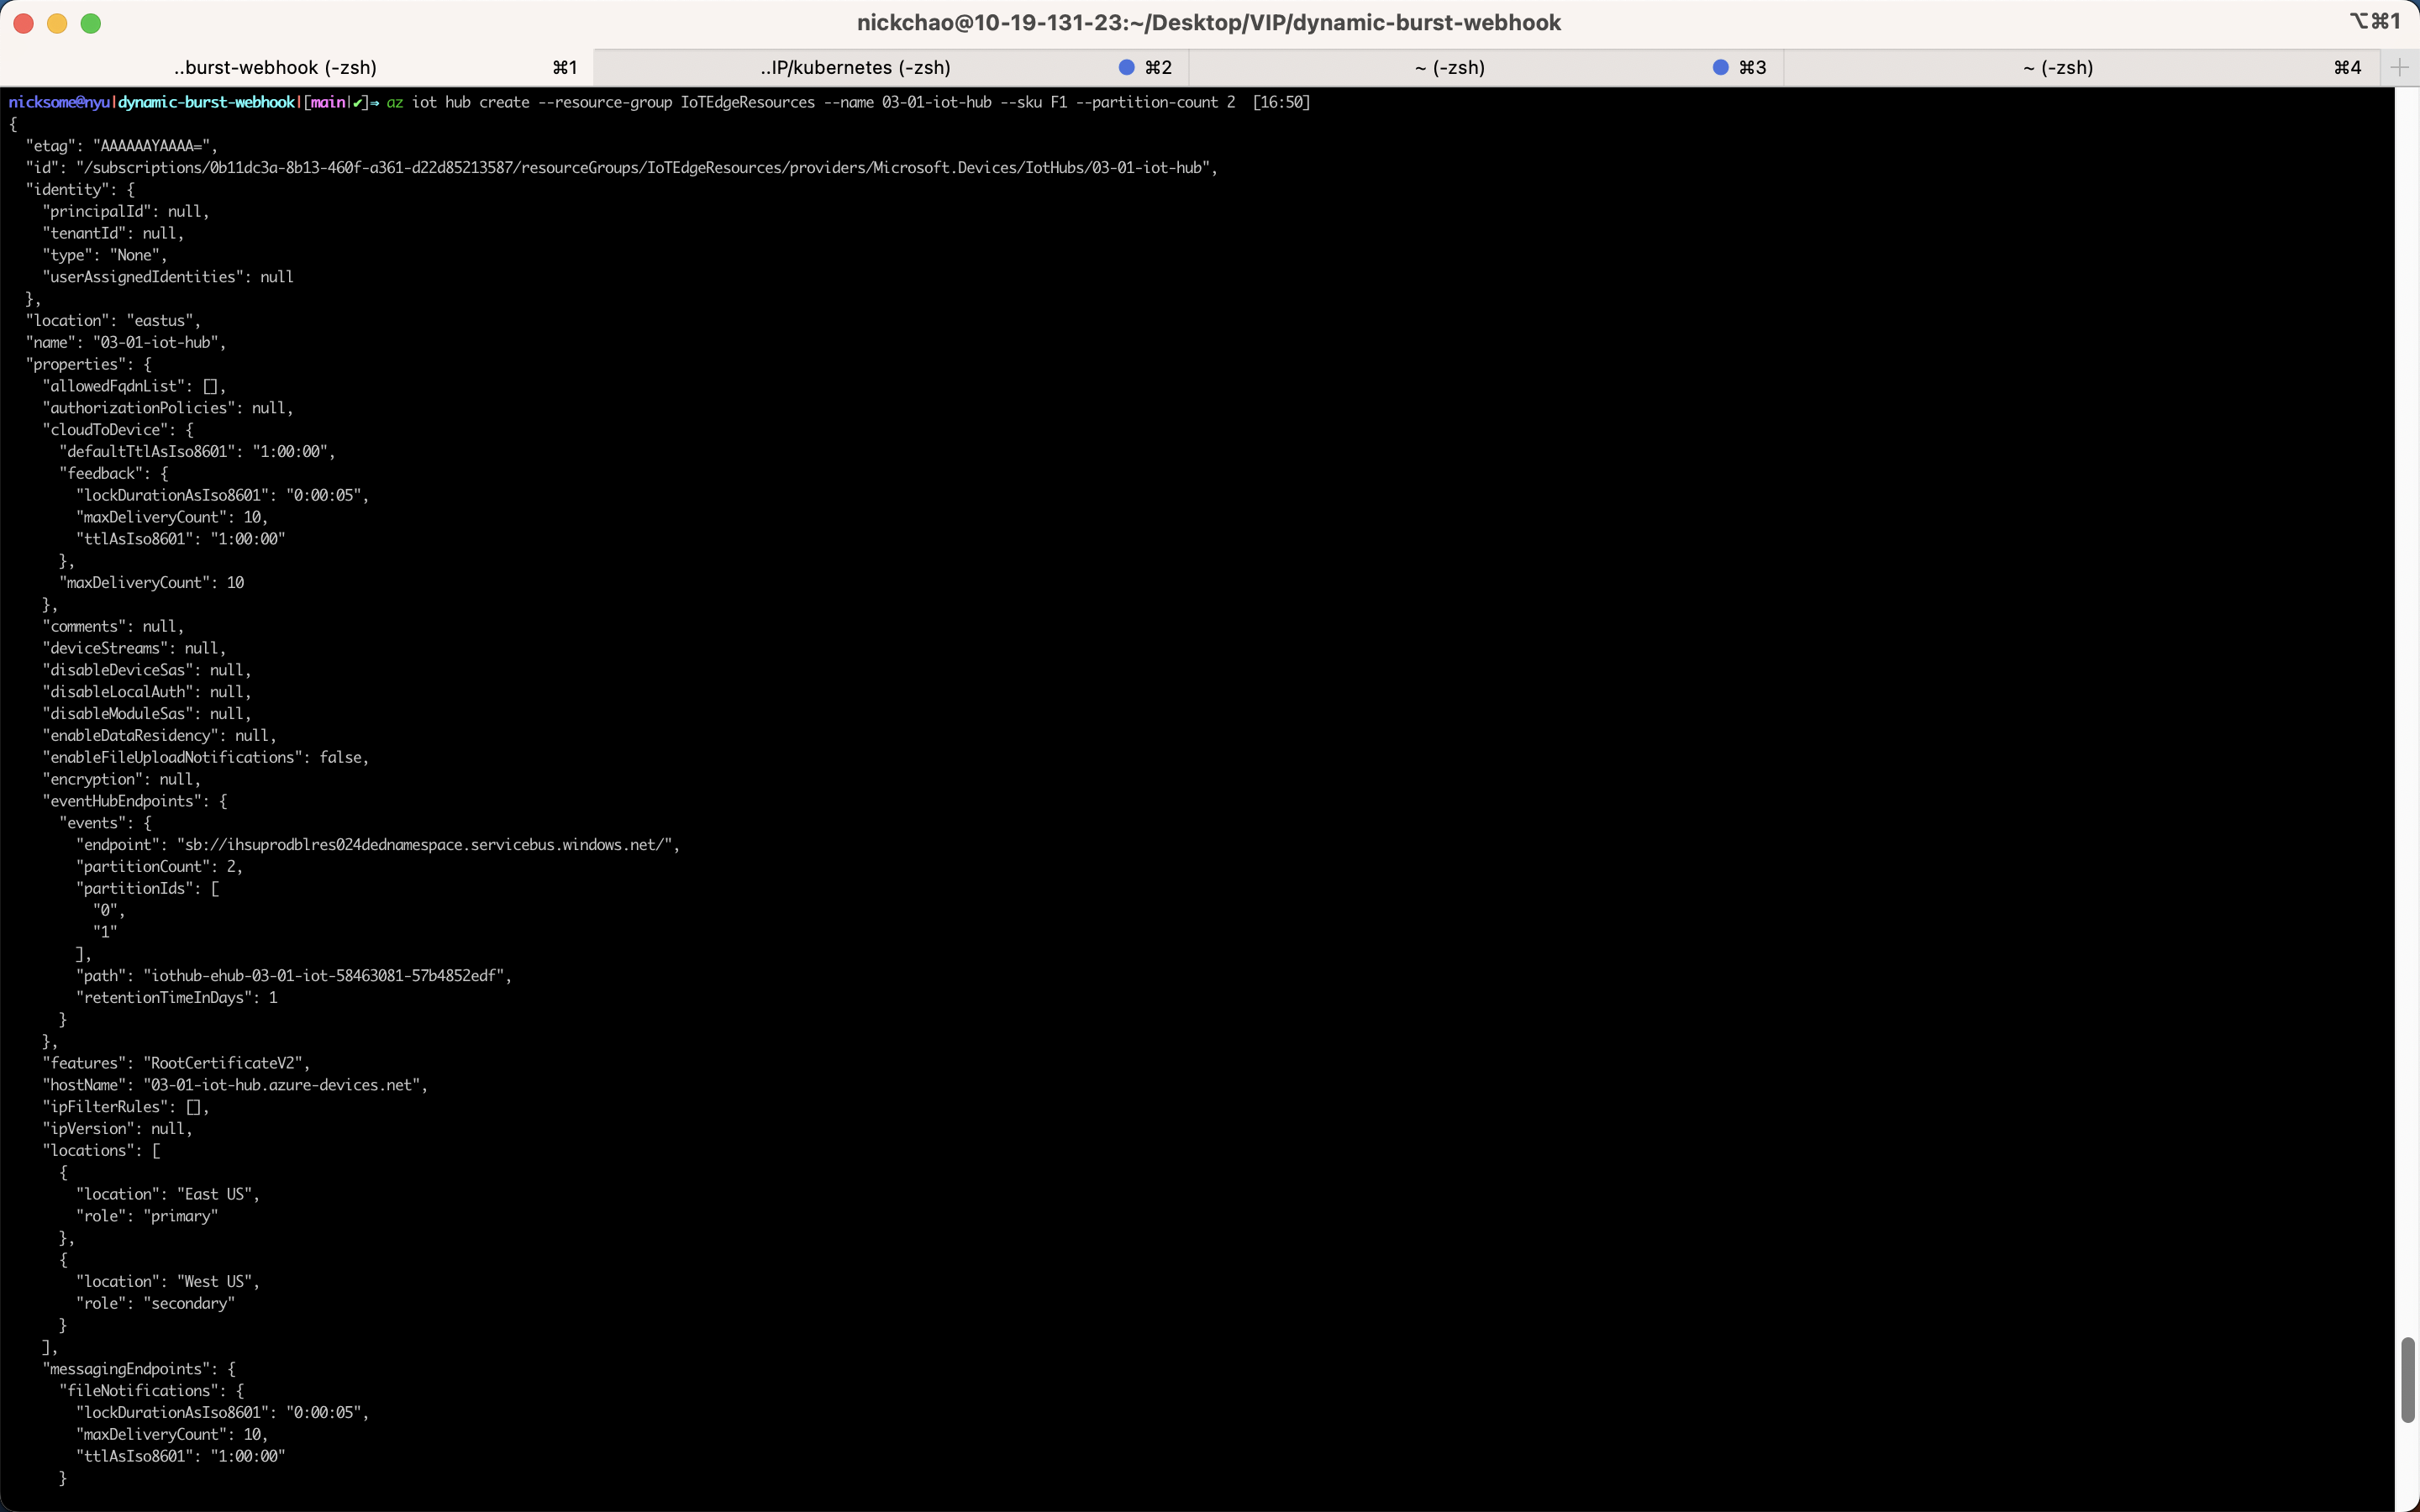 nickchao@10-19-131-23:~/Desktop/VIP/dynamic-burst-webhook
⌥⌘1
..burst-webhook (-zsh) ⌘1
..IP/kubernetes (-zsh) ⌘2
~ (-zsh) ⌘3
~ (-zsh) ⌘4
nicksome@nyu|dynamic-burst-webhook|[main|✔]⇒ az iot hub create --resource-group IoTEdgeResources --name 03-01-iot-hub --sku F1 --partition-count 2  [16:50]
{
  "etag": "AAAAAAYAAAA=",
  "id": "/subscriptions/0b11dc3a-8b13-460f-a361-d22d85213587/resourceGroups/IoTEdgeResources/providers/Microsoft.Devices/IotHubs/03-01-iot-hub",
  "identity": {
    "principalId": null,
    "tenantId": null,
    "type": "None",
    "userAssignedIdentities": null
  },
  "location": "eastus",
  "name": "03-01-iot-hub",
  "properties": {
    "allowedFqdnList": [],
    "authorizationPolicies": null,
    "cloudToDevice": {
      "defaultTtlAsIso8601": "1:00:00",
      "feedback": {
        "lockDurationAsIso8601": "0:00:05",
        "maxDeliveryCount": 10,
        "ttlAsIso8601": "1:00:00"
      },
      "maxDeliveryCount": 10
    },
    "comments": null,
    "deviceStreams": null,
    "disableDeviceSas": null,
    "disableLocalAuth": null,
    "disableModuleSas": null,
    "enableDataResidency": null,
    "enableFileUploadNotifications": false,
    "encryption": null,
    "eventHubEndpoints": {
      "events": {
        "endpoint": "sb://ihsuprodblres024dednamespace.servicebus.windows.net/",
        "partitionCount": 2,
        "partitionIds": [
          "0",
          "1"
        ],
        "path": "iothub-ehub-03-01-iot-58463081-57b4852edf",
        "retentionTimeInDays": 1
      }
    },
    "features": "RootCertificateV2",
    "hostName": "03-01-iot-hub.azure-devices.net",
    "ipFilterRules": [],
    "ipVersion": null,
    "locations": [
      {
        "location": "East US",
        "role": "primary"
      },
      {
        "location": "West US",
        "role": "secondary"
      }
    ],
    "messagingEndpoints": {
      "fileNotifications": {
        "lockDurationAsIso8601": "0:00:05",
        "maxDeliveryCount": 10,
        "ttlAsIso8601": "1:00:00"
      }